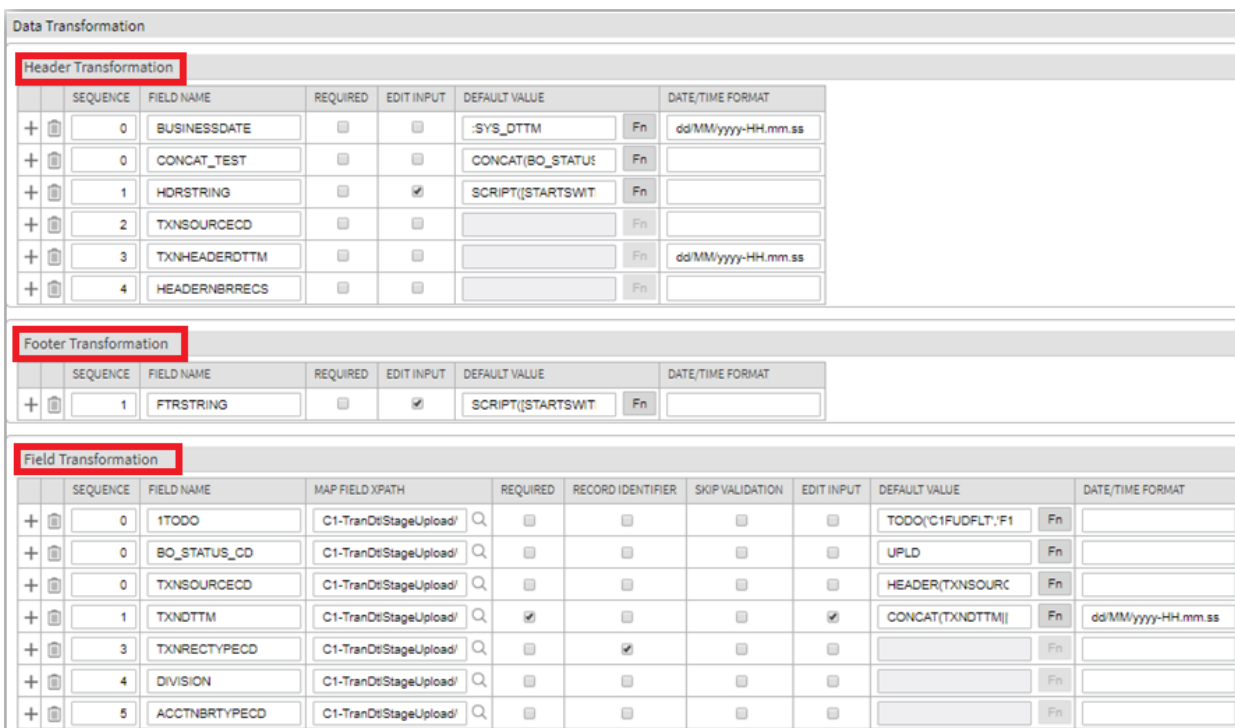 Data Transformation
Header Transformation
SEQUENCE FIELD NAME REQUIRED EDIT INPUT DEFAULT VALUE DATE/TIME FORMAT
0 BUSINESSDATE :SYS_DTTM Fn dd/MM/yyyy-HH.mm.ss
0 CONCAT_TEST CONCAT(BO_STATUS Fn
1 HDRSTRING SCRIPT([STARTSWIT Fn
2 TXNSOURCECD Fn
3 TXNHEADERDTTM Fn dd/MM/yyyy-HH.mm.ss
4 HEADERNBRRECS Fn
Footer Transformation
SEQUENCE FIELD NAME REQUIRED EDIT INPUT DEFAULT VALUE DATE/TIME FORMAT
1 FTRSTRING SCRIPT([STARTSWIT Fn
Field Transformation
SEQUENCE FIELD NAME MAP FIELD XPATH REQUIRED RECORD IDENTIFIER SKIP VALIDATION EDIT INPUT DEFAULT VALUE DATE/TIME FORMAT
0 1TODO C1-TranDtlStageUpload/ TODO('C1FUDFLT','F1 Fn
0 BO_STATUS_CD C1-TranDtlStageUpload/ UPLD Fn
0 TXNSOURCECD C1-TranDtlStageUpload/ HEADER(TXNSOURC Fn
1 TXNDTTM C1-TranDtlStageUpload/ CONCAT(TXNDTTM|| Fn dd/MM/yyyy-HH.mm.ss
3 TXNRECTYPECD C1-TranDtlStageUpload/ Fn
4 DIVISION C1-TranDtlStageUpload/ Fn
5 ACCTNBRTYPECD C1-TranDtlStageUpload/ Fn